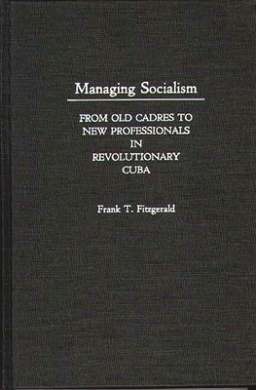 Managing Socialism
FROM OLD CADRES TO
NEW PROFESSIONALS
IN
REVOLUTIONARY
CUBA
Frank T. Fitzgerald